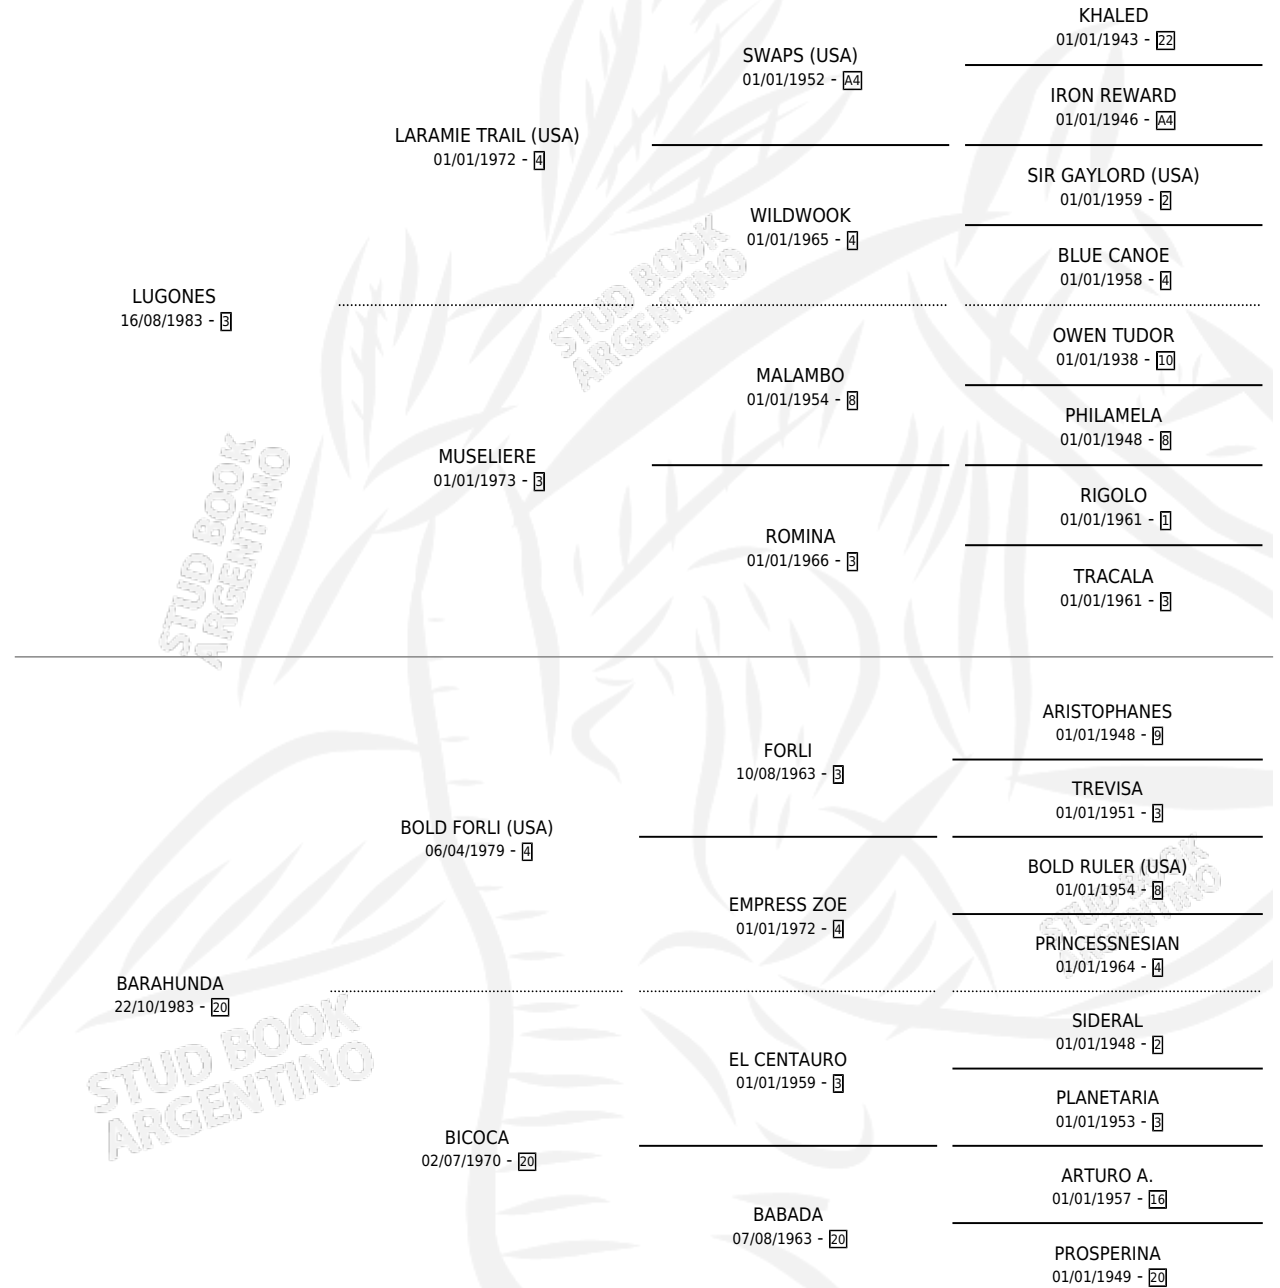 KHALED
01/01/1943 - 22
SWAPS (USA)
01/01/1952 - A4
IRON REWARD
01/01/1946 - A4
LARAMIE TRAIL (USA)
01/01/1972 - 4
SIR GAYLORD (USA)
01/01/1959 - 2
WILDWOOK
01/01/1965 - 4
BLUE CANOE
01/01/1958 - 4
LUGONES
16/08/1983 - 3
STUD BOOK
ARGENTINO
OWEN TUDOR
01/01/1938 - 10
MALAMBO
01/01/1954 - 8
PHILAMELA
01/01/1948 - 8
MUSELIERE
01/01/1973 - 3
RIGOLO
01/01/1961 - 1
ROMINA
01/01/1966 - 3
TRACALA
01/01/1961 - 3
STUD BOOK
ARGENTINO
ARISTOPHANES
01/01/1948 - 9
FORLI
10/08/1963 - 3
TREVISA
01/01/1951 - 3
BOLD FORLI (USA)
06/04/1979 - 4
BOLD RULER (USA)
01/01/1954 - 8
STUD BOOK
ARGENTINO
EMPRESS ZOE
01/01/1972 - 4
PRINCESSNESIAN
01/01/1964 - 4
BARAHUNDA
22/10/1983 - 20
STUD BOOK
ARGENTINO
SIDERAL
01/01/1948 - 2
EL CENTAURO
01/01/1959 - 3
PLANETARIA
01/01/1953 - 3
BICOCA
02/07/1970 - 20
ARTURO A.
01/01/1957 - 16
BABADA
07/08/1963 - 20
PROSPERINA
01/01/1949 - 20